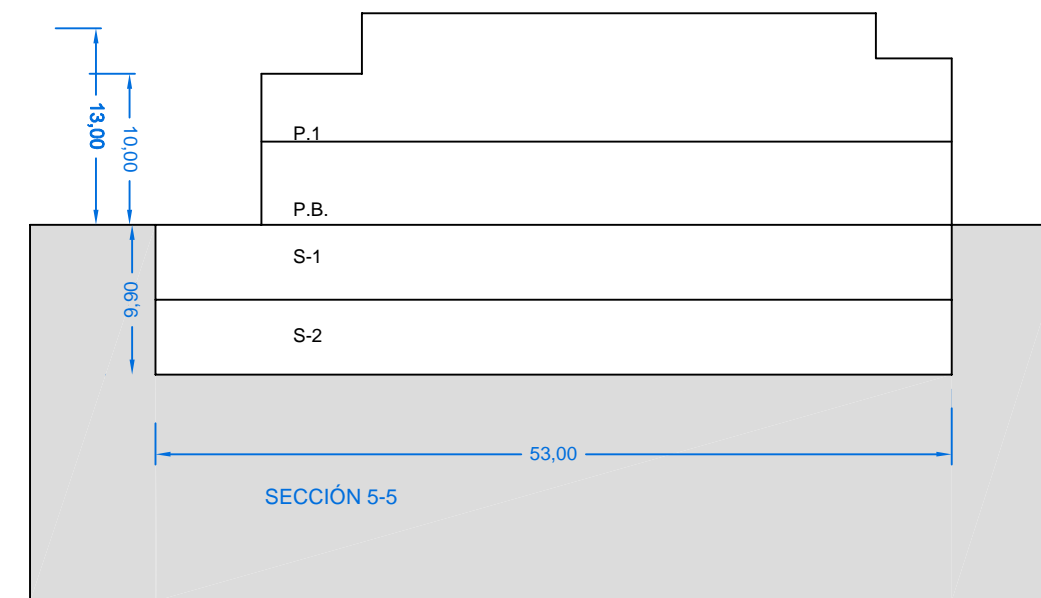 13,00
10,00
P.1
P.B.
S-1
9,90
S-2
53,00
SECCIÓN 5-5